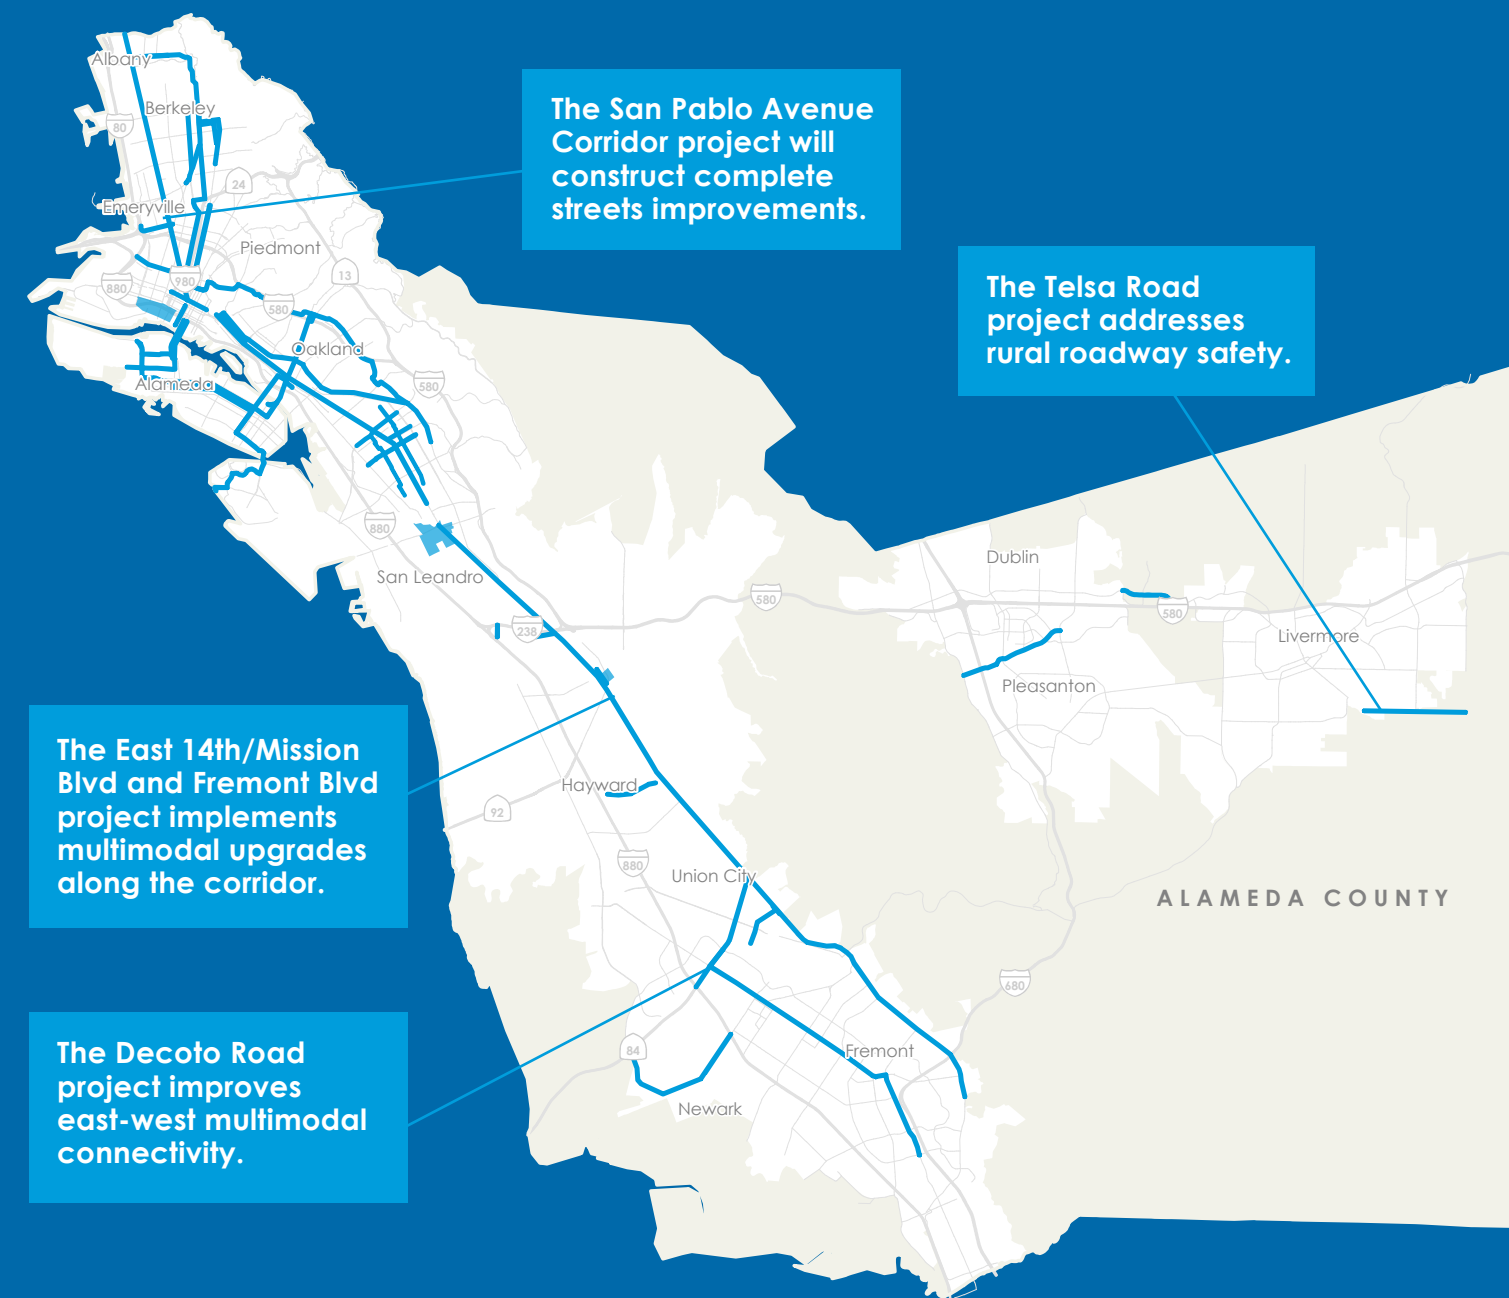 Albany
Berkeley
80
The San Pablo Avenue
Corridor project will
construct complete
streets improvements.
24
Emeryville
Piedmont
13
880
980
580
The Telsa Road
project addresses
rural roadway safety.
Oakland
580
Alameda
880
San Leandro
Dublin
580
580
238
Livermore
Pleasanton
The East 14th/Mission
Blvd and Fremont Blvd
project implements
multimodal upgrades
along the corridor.
Hayward
92
880
Union City
ALAMEDA COUNTY
680
The Decoto Road
project improves
east-west multimodal
connectivity.
84
Fremont
Newark